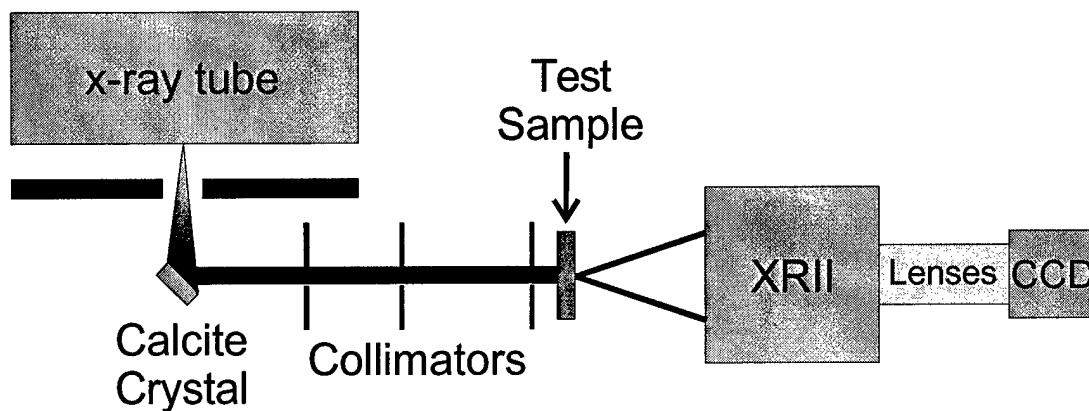 x-ray tube
Test
Sample
XRII
Lenses
CCD
Calcite
Crystal
Collimators